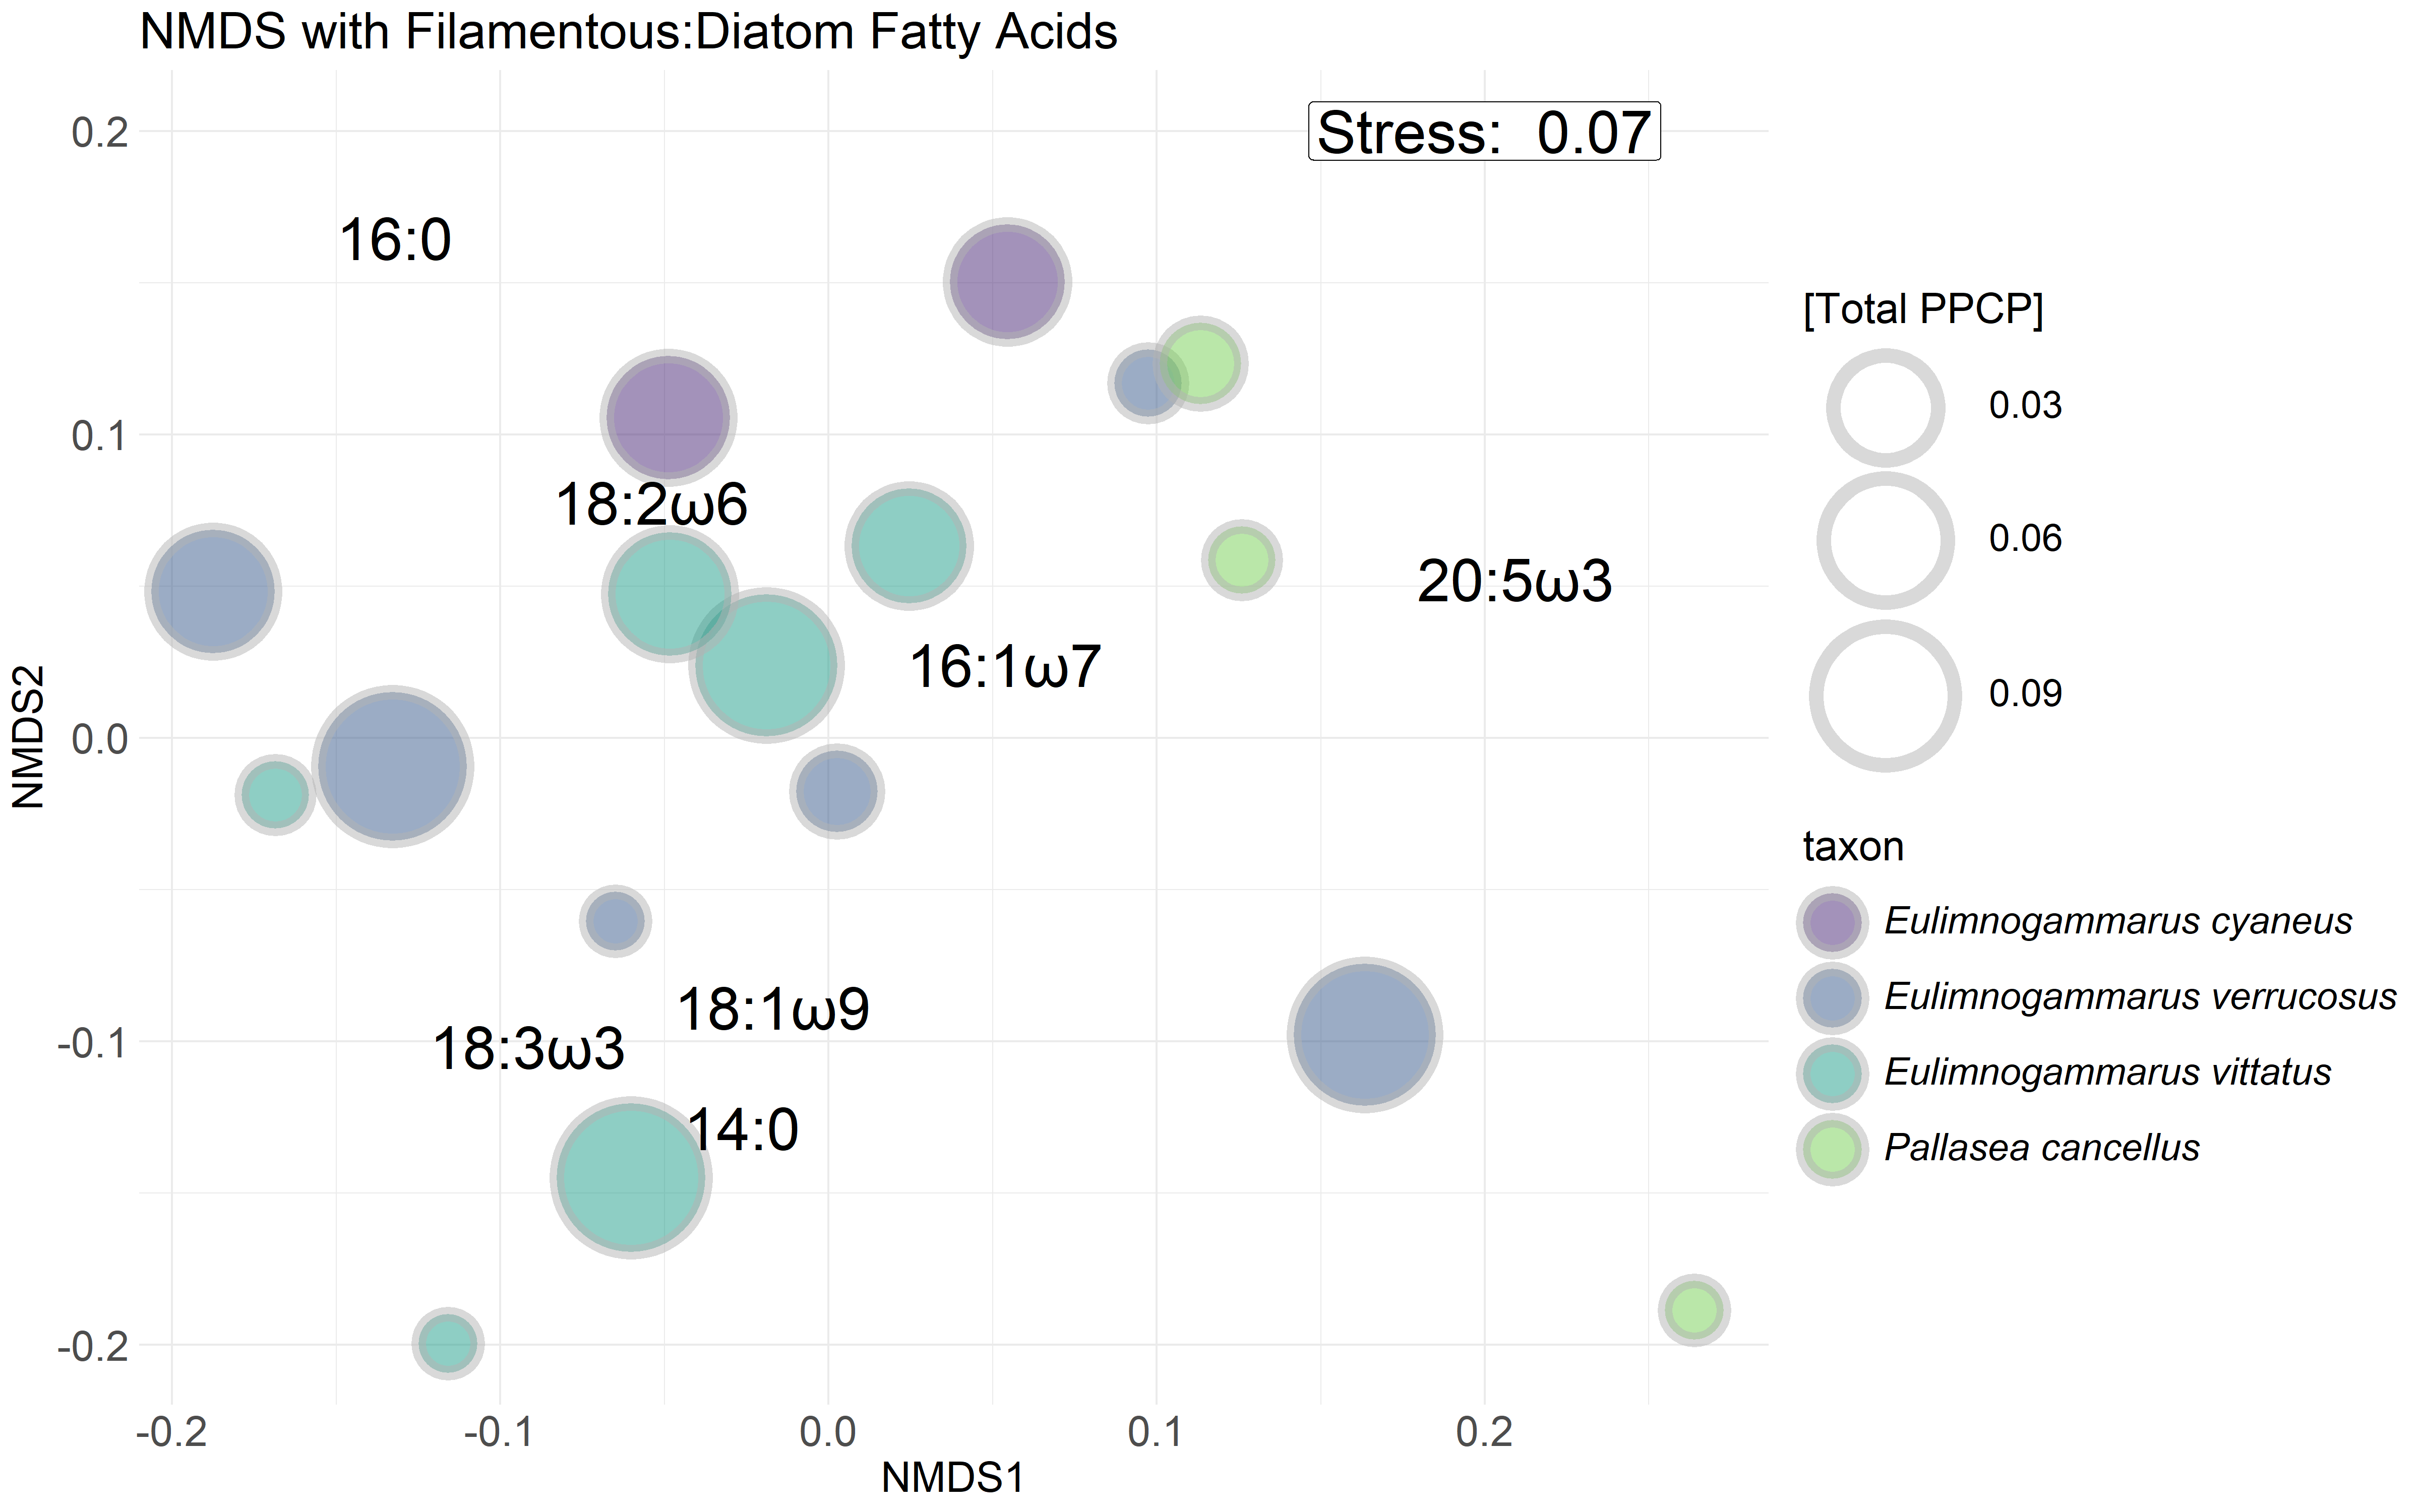 NMDS with Filamentous:Diatom Fatty Acids
Stress:  0.07
0.2
0.1
0.0
-0.1
-0.2
NMDS2
16:0
18:2ω6
20:5ω3
16:1ω7
18:1ω9
18:3ω3
14:0
-0.2
-0.1
0.0
0.1
0.2
NMDS1
[Total PPCP]
0.03
0.06
0.09
taxon
Eulimnogammarus cyaneus
Eulimnogammarus verrucosus
Eulimnogammarus vittatus
Pallasea cancellus